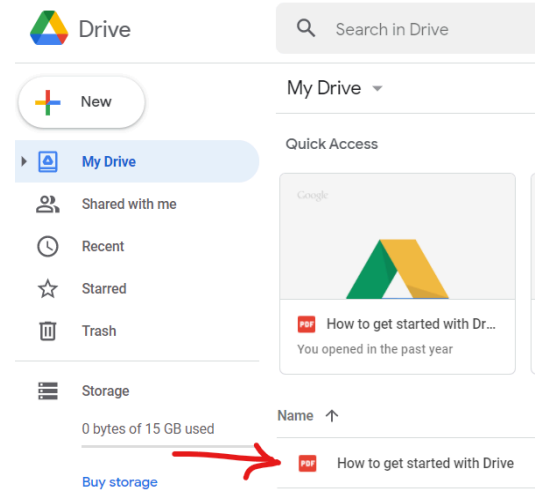 Drive
Search in Drive
New
My Drive
Quick Access
My Drive
Shared with me
Recent
Starred
Trash
Storage
0 bytes of 15 GB used
Buy storage
Google
PDF How to get started with Dr...
You opened in the past year
Name
PDF How to get started with Drive